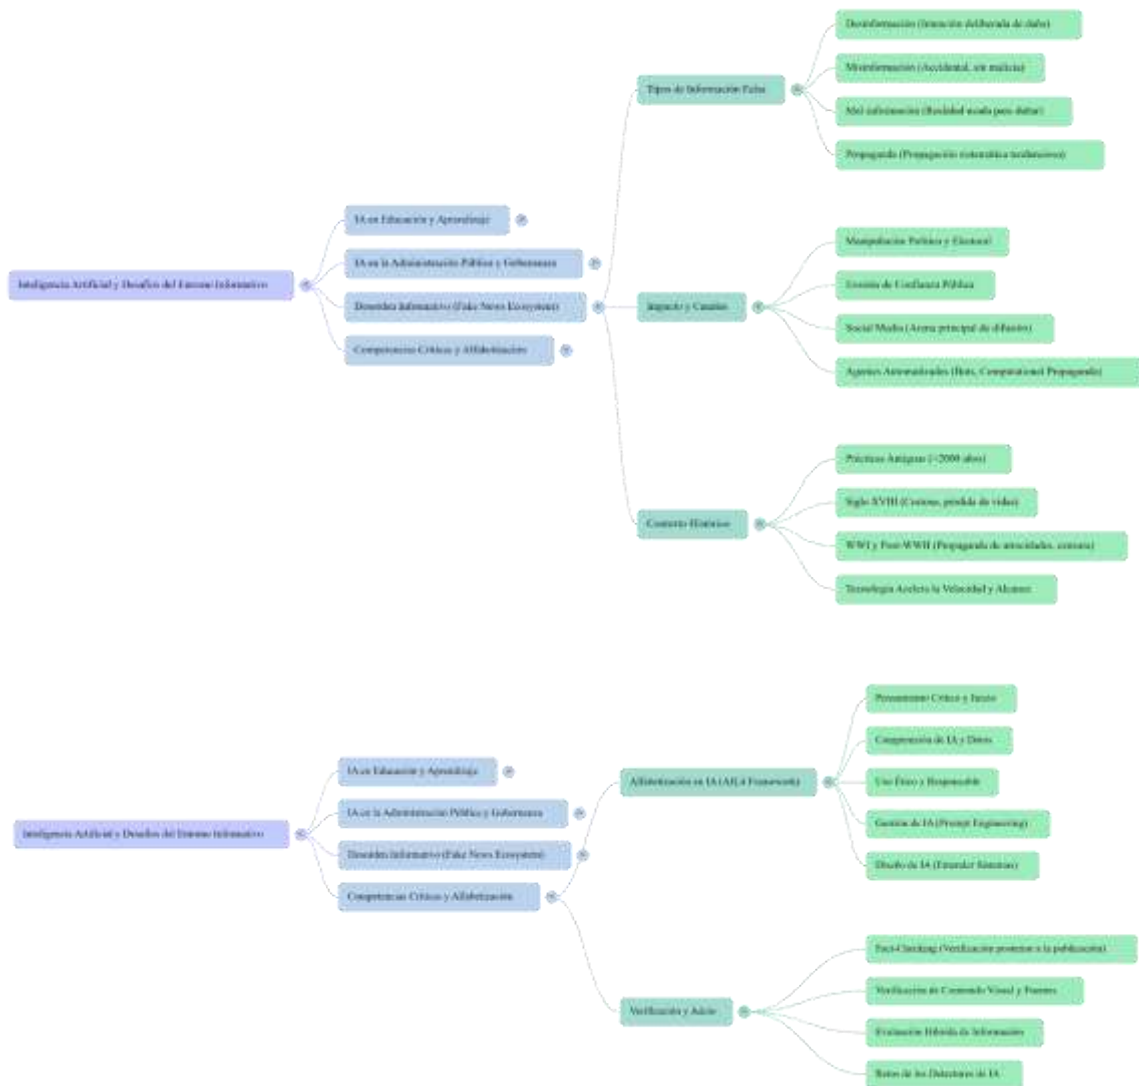 Inteligencia Artificial y Desafíos del Entorno Informativo
IA en Educación y Aprendizaje
IA en la Administración Pública y Gobernanza
Desorden Informativo (Fake News Ecosystem)
Competencias Críticas y Alfabetización
Tipos de Información Falsa
Desinformación (Intención deliberada de daño)
Misinformación (Accidental, sin malicia)
Mal-información (Realidad usada para dañar)
Propaganda (Propagación sistemática tendenciosa)
Impacto y Canales
Manipulación Política y Electoral
Erosión de Confianza Pública
Social Media (Arena principal de difusión)
Agentes Automatizados (Bots, Computational Propaganda)
Contexto Histórico
Prácticas Antiguas (+2000 años)
Siglo XVIII (Censura, pérdida de vidas)
WWI y Post-WWII (Propaganda de atrocidades, censura)
Tecnología Acelera la Velocidad y Alcance
Inteligencia Artificial y Desafíos del Entorno Informativo
IA en Educación y Aprendizaje
IA en la Administración Pública y Gobernanza
Desorden Informativo (Fake News Ecosystem)
Competencias Críticas y Alfabetización
Alfabetización en IA (AILit Framework)
Pensamiento Crítico y Juicio
Comprensión de IA y Datos
Uso Ético y Responsable
Gestión de IA (Prompt Engineering)
Diseño de IA (Entender Sistemas)
Verificación y Juicio
Fact-Checking (Verificación posterior a la publicación)
Verificación de Contenido Visual y Fuentes
Evaluación Híbrida de Información
Retos de los Detectores de IA